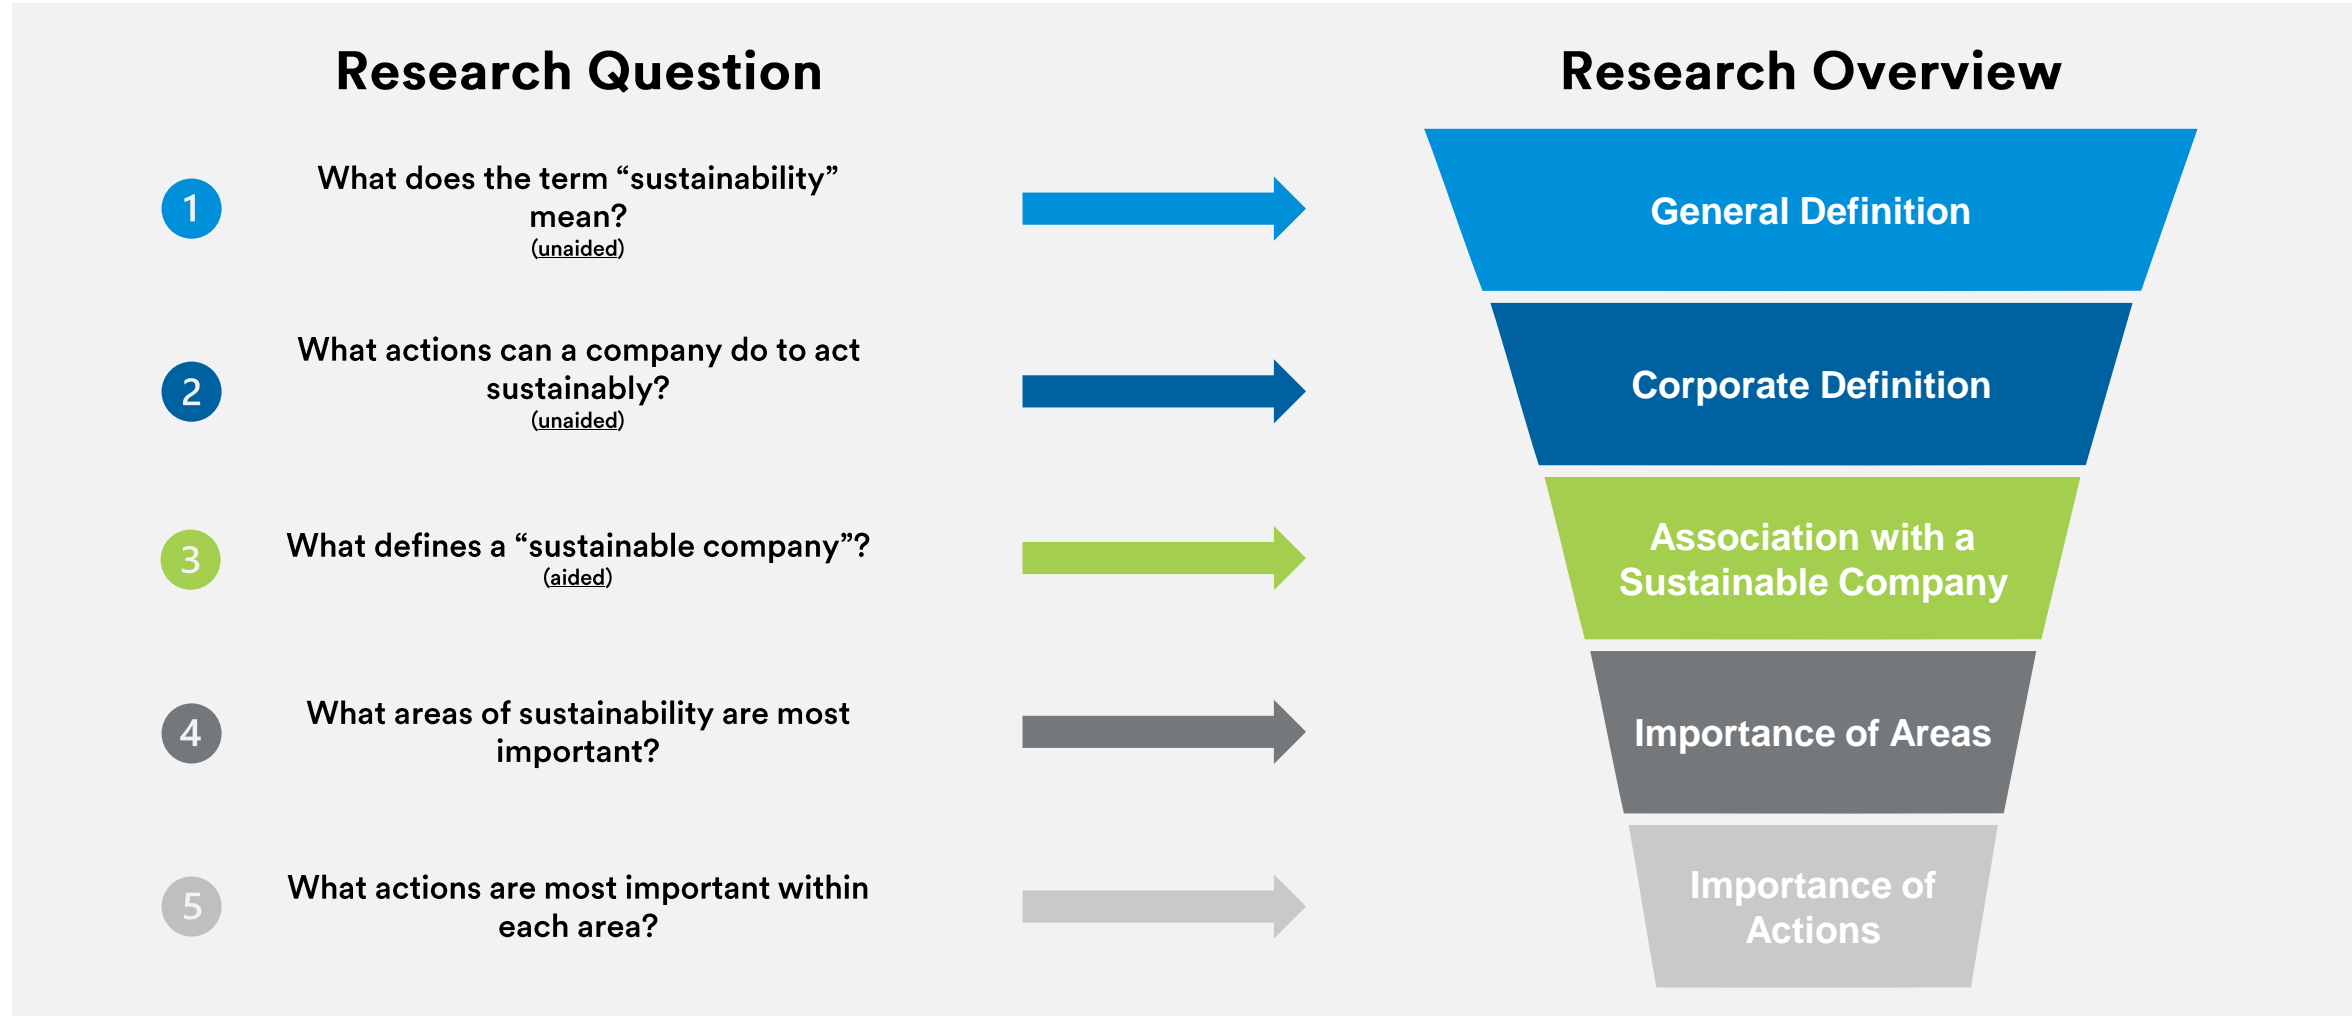 Research Question
Research Overview
1
What does the term “sustainability”
mean?
(unaided)
General Definition
2
What actions can a company do to act
sustainably?
(unaided)
Corporate Definition
3
What defines a “sustainable company”?
(aided)
Association with a
Sustainable Company
4
What areas of sustainability are most
important?
Importance of Areas
5
What actions are most important within
each area?
Importance of
Actions